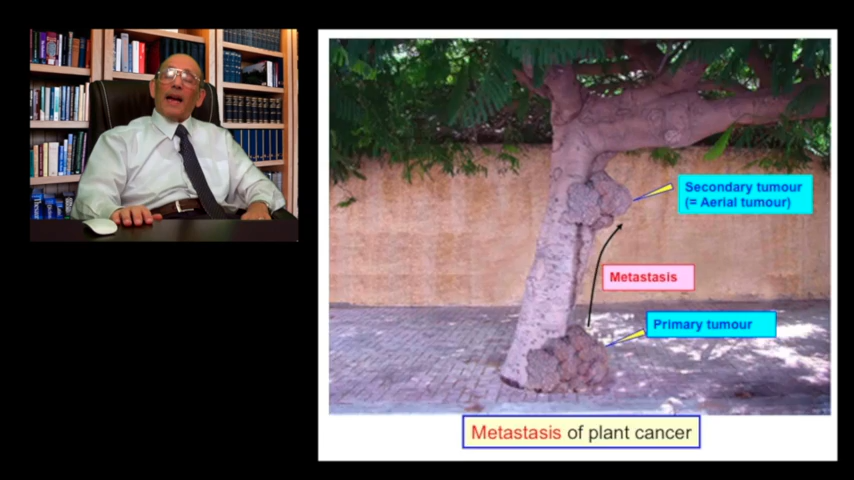 Secondary tumour
(= Aerial tumour)
Metastasis
Primary tumour
Metastasis of plant cancer